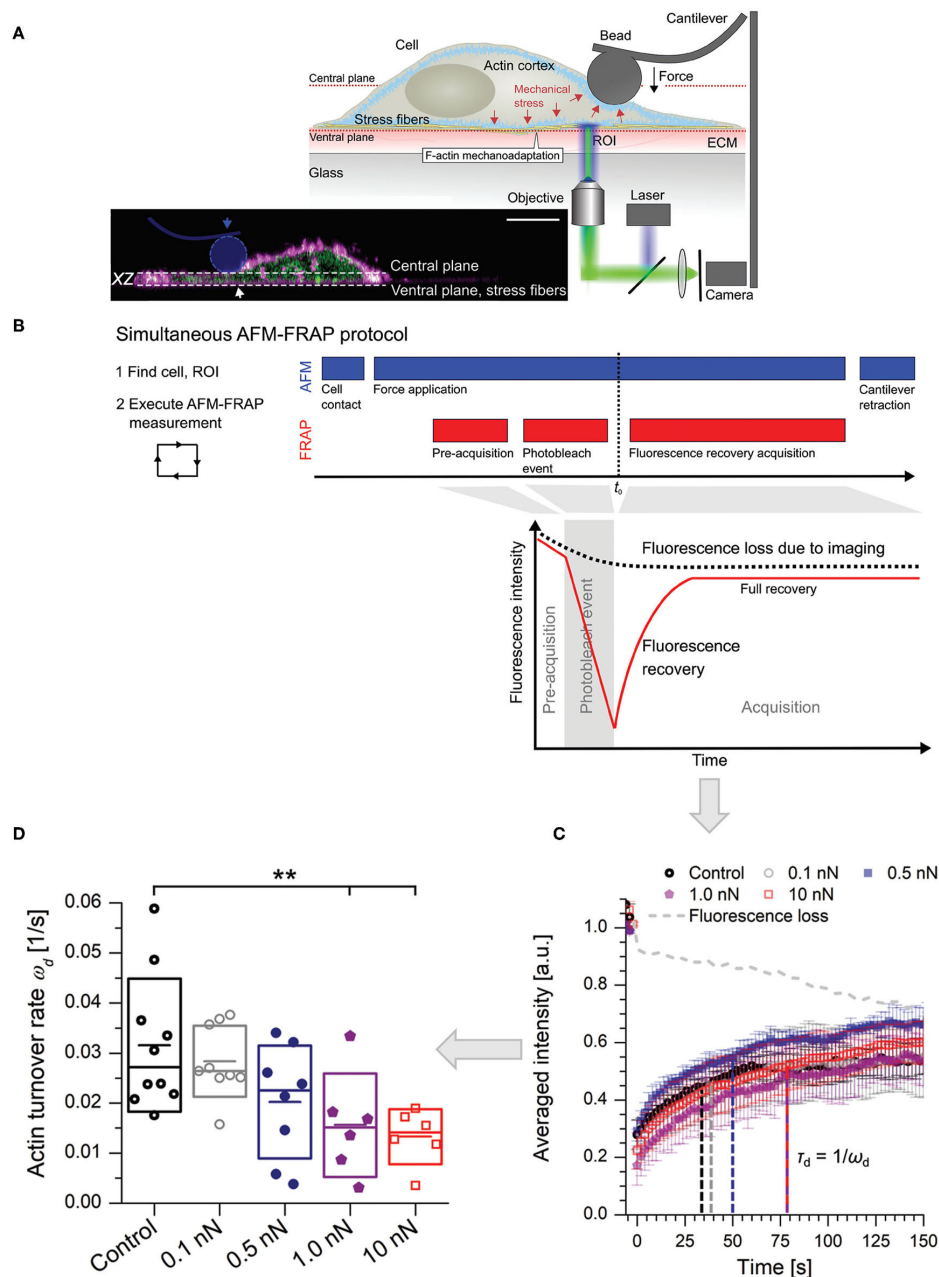 A
Cantilever
Bead
Cell
Actin cortex
Force
Central plane
Mechanical
stress
Stress fibers
Ventral plane
ROI
ECM
F-actin mechanoadaptation
Glass
Objective
Laser
Central plane
XZ
Ventral plane, stress fibers
Camera
B
Simultaneous AFM-FRAP protocol
1 Find cell, ROI
2 Execute AFM-FRAP
measurement
AFM
Cell
contact
Force application
Cantilever
retraction
FRAP
Pre-acquisition
Photobleach
event
Fluorescence recovery acquisition
t₀
Fluorescence intensity
Pre-acquisition
Photobleach event
Fluorescence loss due to imaging
Full recovery
Fluorescence
recovery
Acquisition
Time
D
**
Actin turnover rate ω_d [1/s]
0.06
0.05
0.04
0.03
0.02
0.01
0.00
Control
0.1 nN
0.5 nN
1.0 nN
10 nN
C
Control
0.1 nN
0.5 nN
1.0 nN
10 nN
Fluorescence loss
Averaged intensity [a.u.]
1.0
0.8
0.6
0.4
0.2
0.0
τ_d = 1/ω_d
0 25 50 75 100 125 150
Time [s]